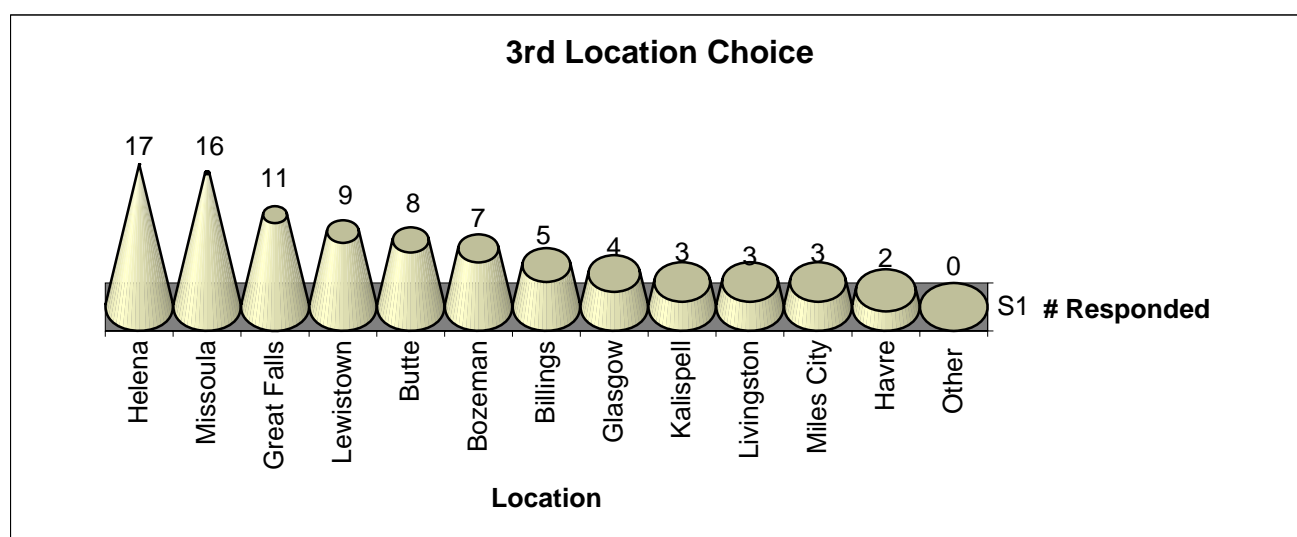 3rd Location Choice
17 16 11 9 8 7 5 4 3 3 3 2 0
S1 # Responded
Helena Missoula Great Falls Lewistown Butte Bozeman Billings Glasgow Kalispell Livingston Miles City Havre Other
Location